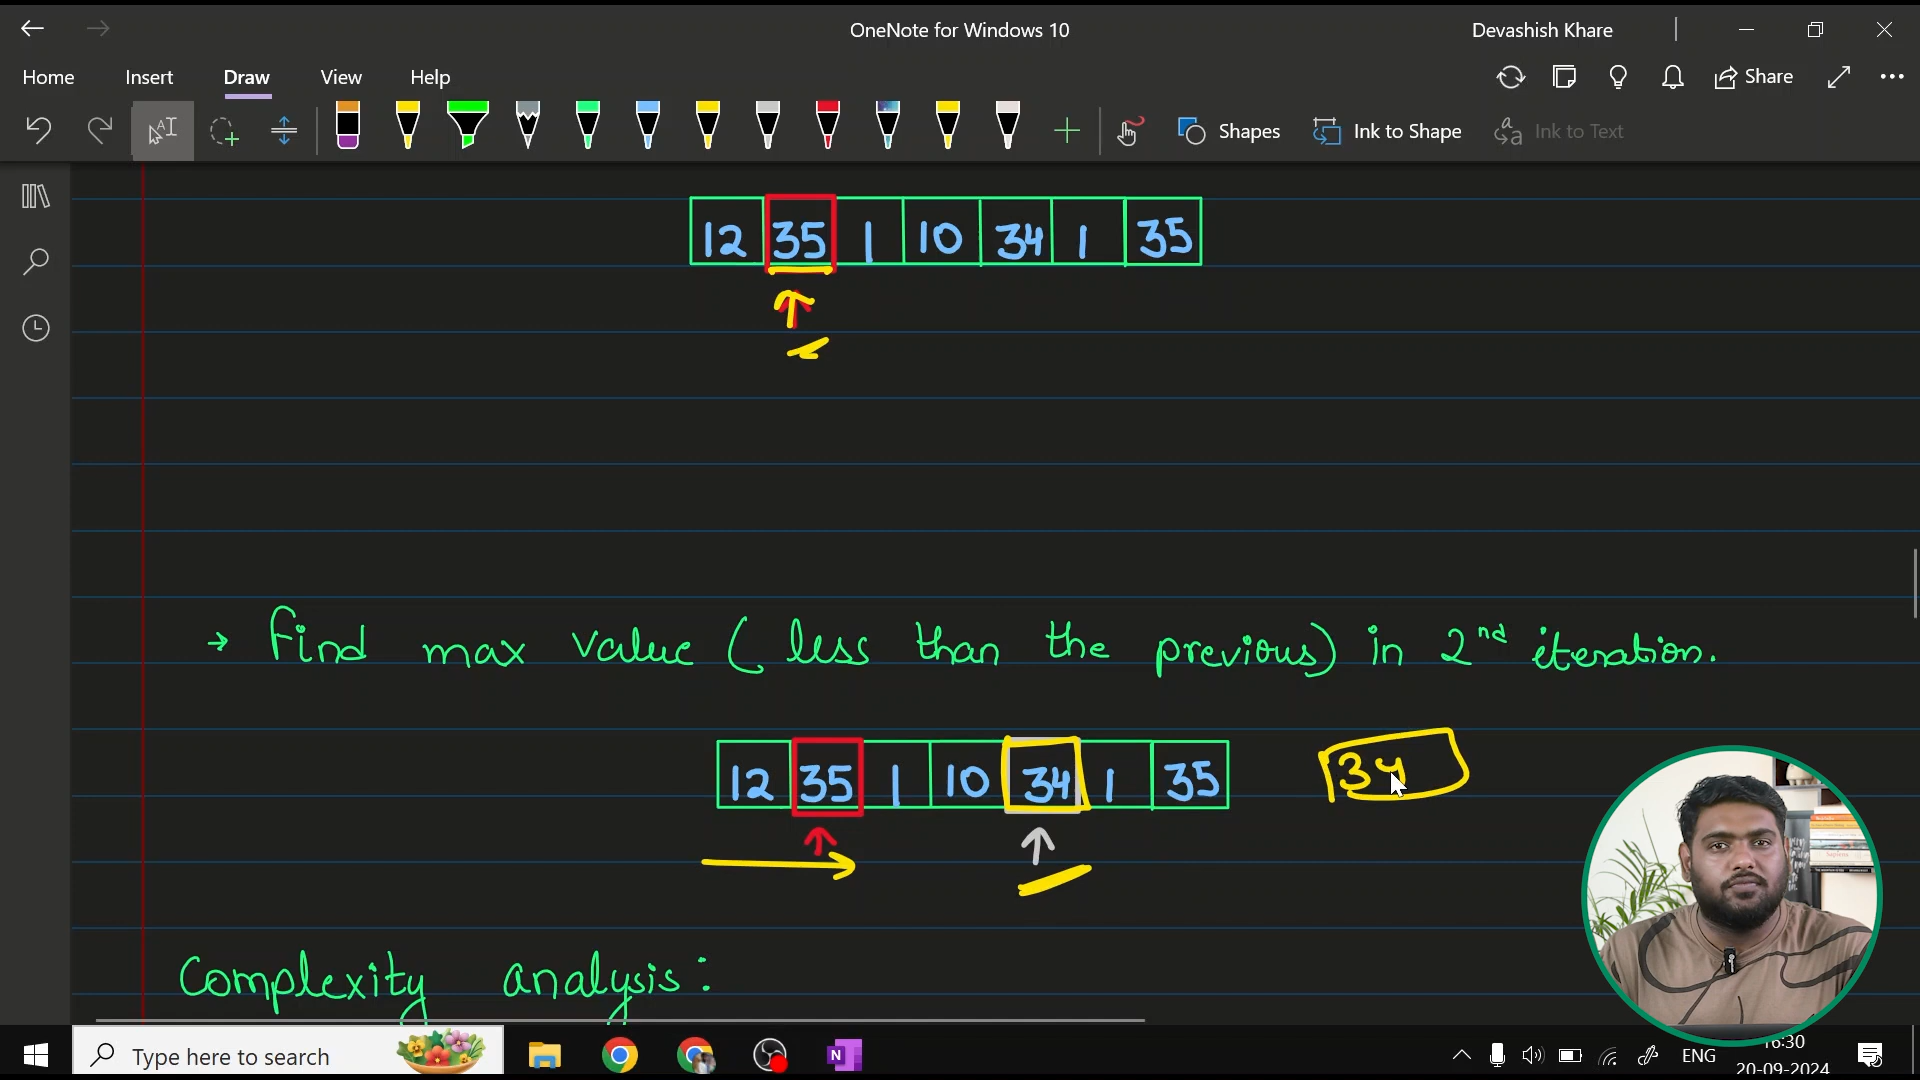 OneNote for Windows 10
Devashish Khare
Home Insert Draw View Help
Share
Shapes Ink to Shape Ink to Text
12 35 1 10 34 1 35
→ Find max value (less than the previous) in 2nd iteration.
12 35 1 10 34 1 35
34
Complexity analysis:
Type here to search
ENG
16:30
20-09-2024